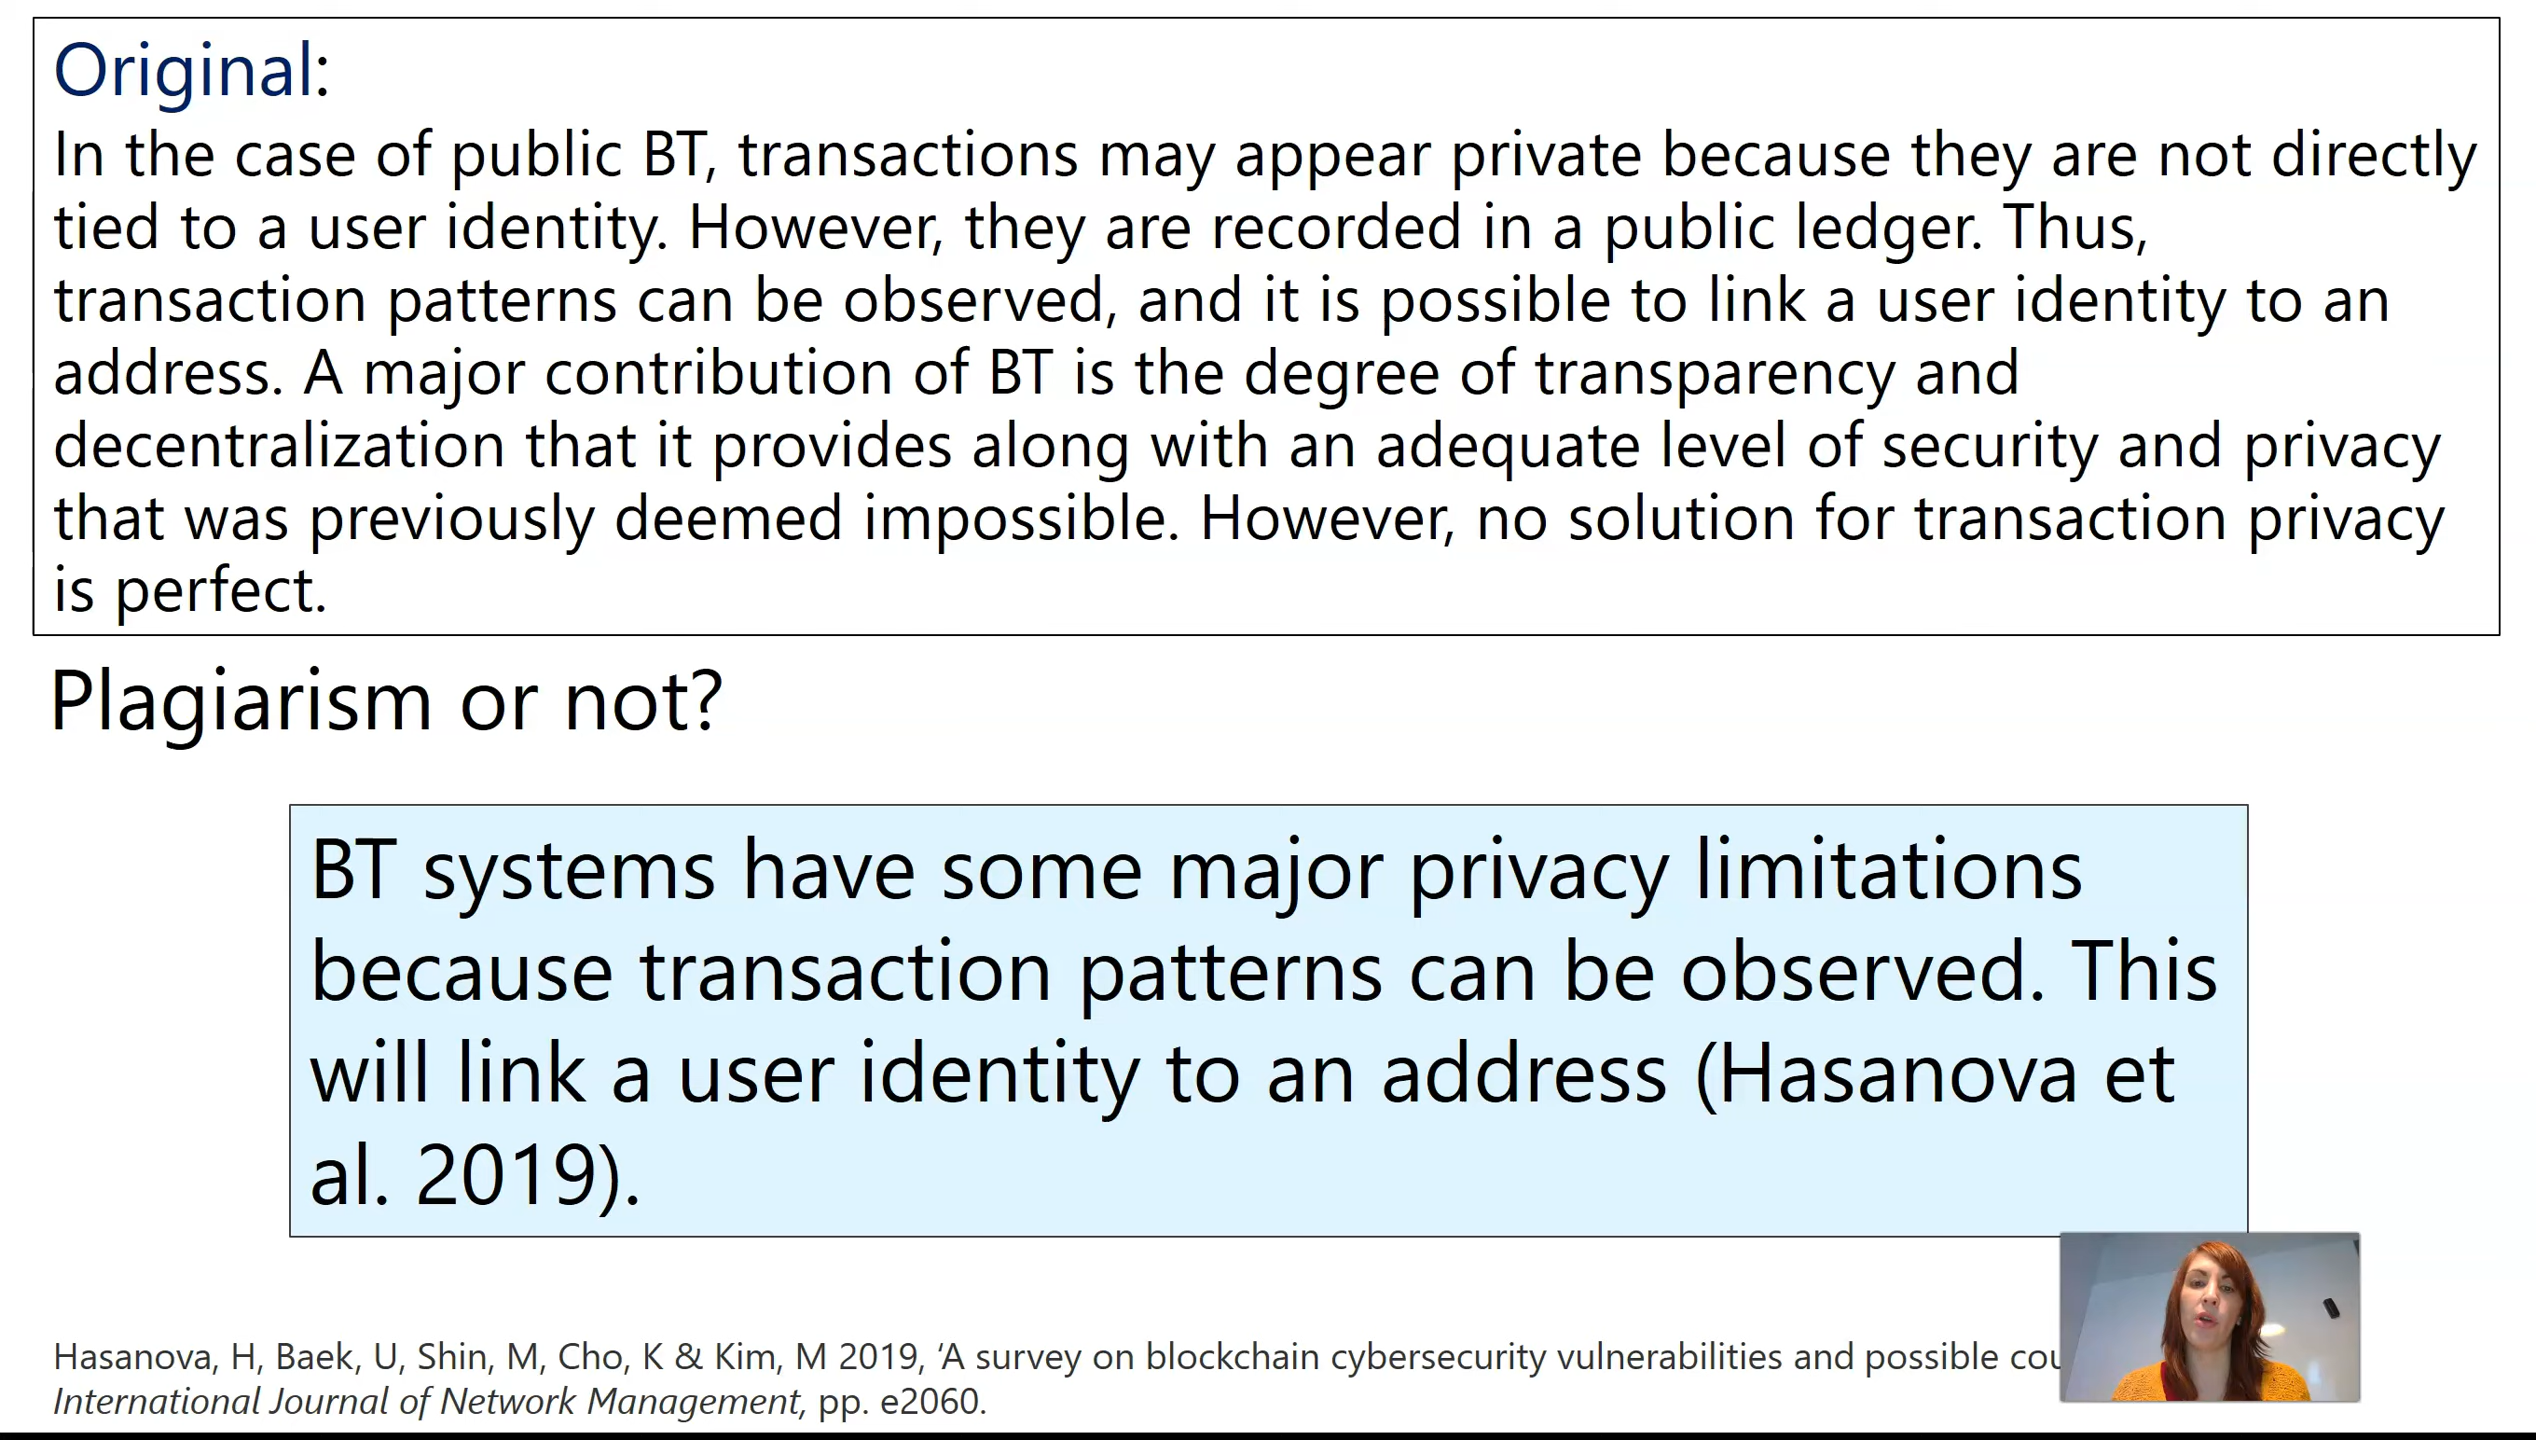 Original:
In the case of public BT, transactions may appear private because they are not directly
tied to a user identity. However, they are recorded in a public ledger. Thus,
transaction patterns can be observed, and it is possible to link a user identity to an
address. A major contribution of BT is the degree of transparency and
decentralization that it provides along with an adequate level of security and privacy
that was previously deemed impossible. However, no solution for transaction privacy
is perfect.
Plagiarism or not?
BT systems have some major privacy limitations
because transaction patterns can be observed. This
will link a user identity to an address (Hasanova et
al. 2019).
Hasanova, H, Baek, U, Shin, M, Cho, K & Kim, M 2019, ‘A survey on blockchain cybersecurity vulnerabilities and possible
International Journal of Network Management, pp. e2060.